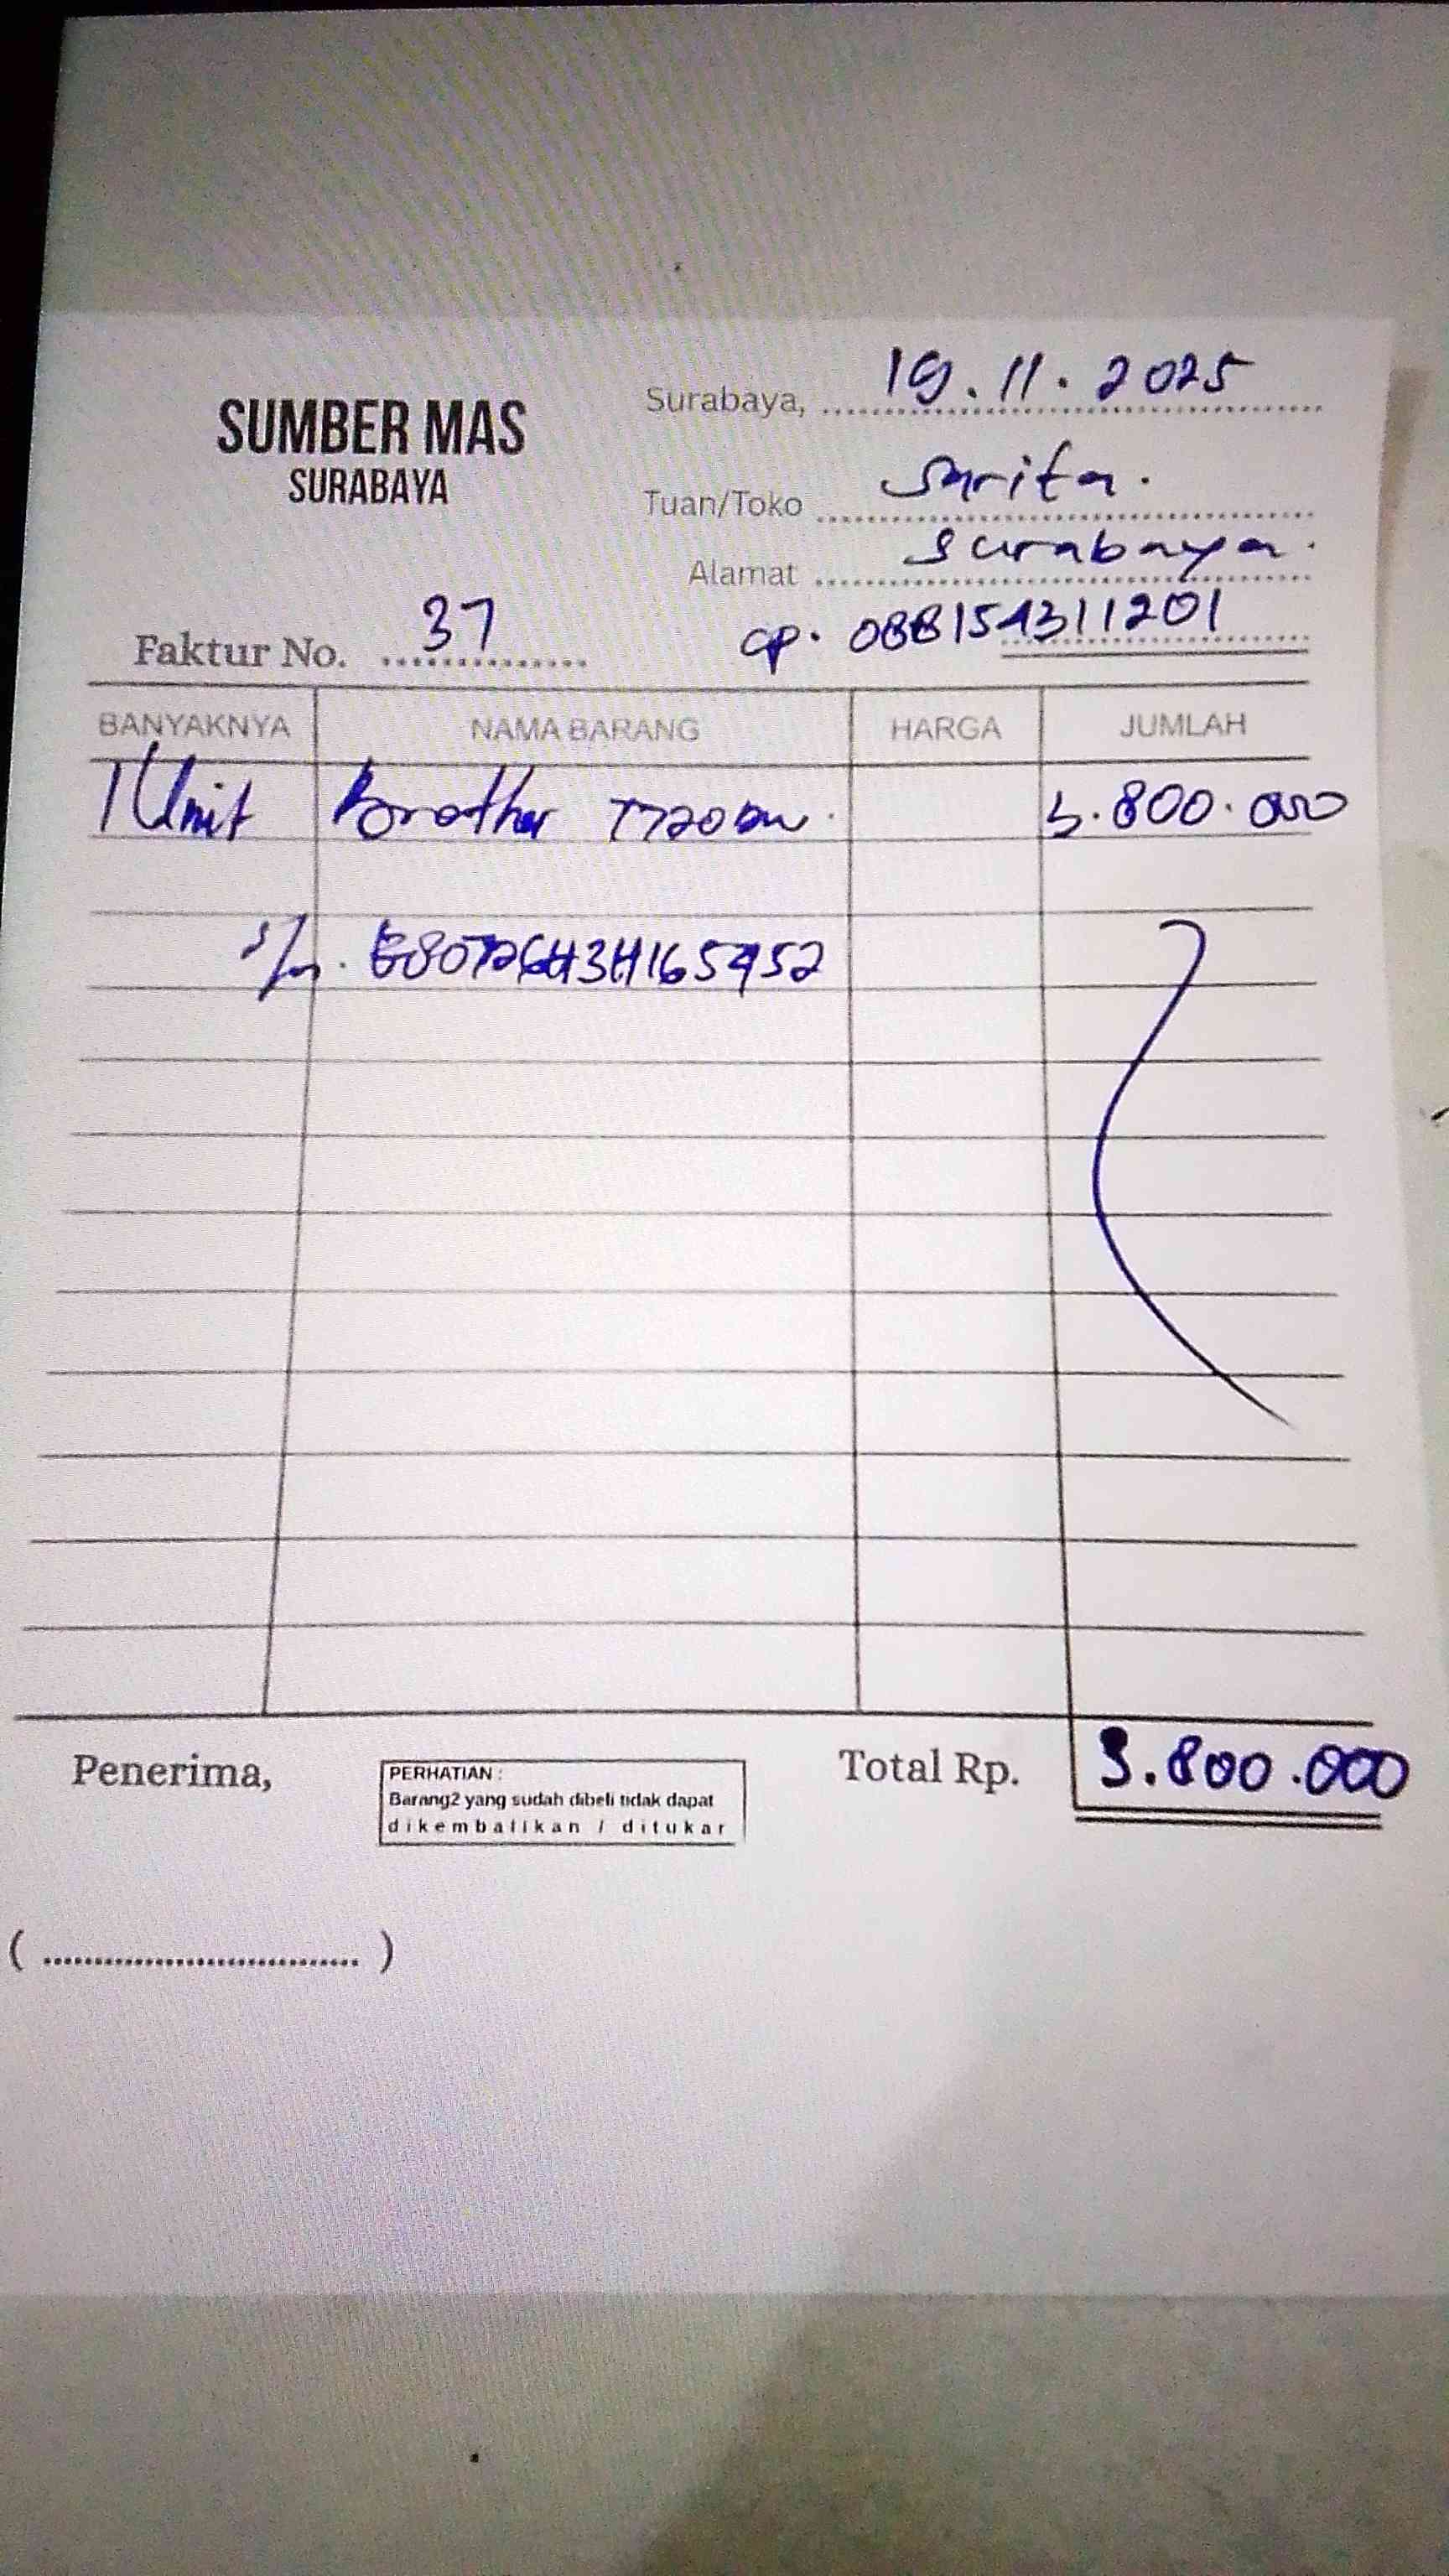 SUMBER MAS
SURABAYA
Surabaya, 19.11.2025
Tuan/Toko Sarita.
Alamat Surabaya.
cp. 088154311201
Faktur No. 37
BANYAKNYA NAMA BARANG HARGA JUMLAH
1 Unit Brother T720DW. 3.800.000
s/n.
Penerima,
PERHATIAN :
Barang2 yang sudah dibeli tidak dapat
dikembalikan / ditukar
Total Rp. 3.800.000
(.............................)